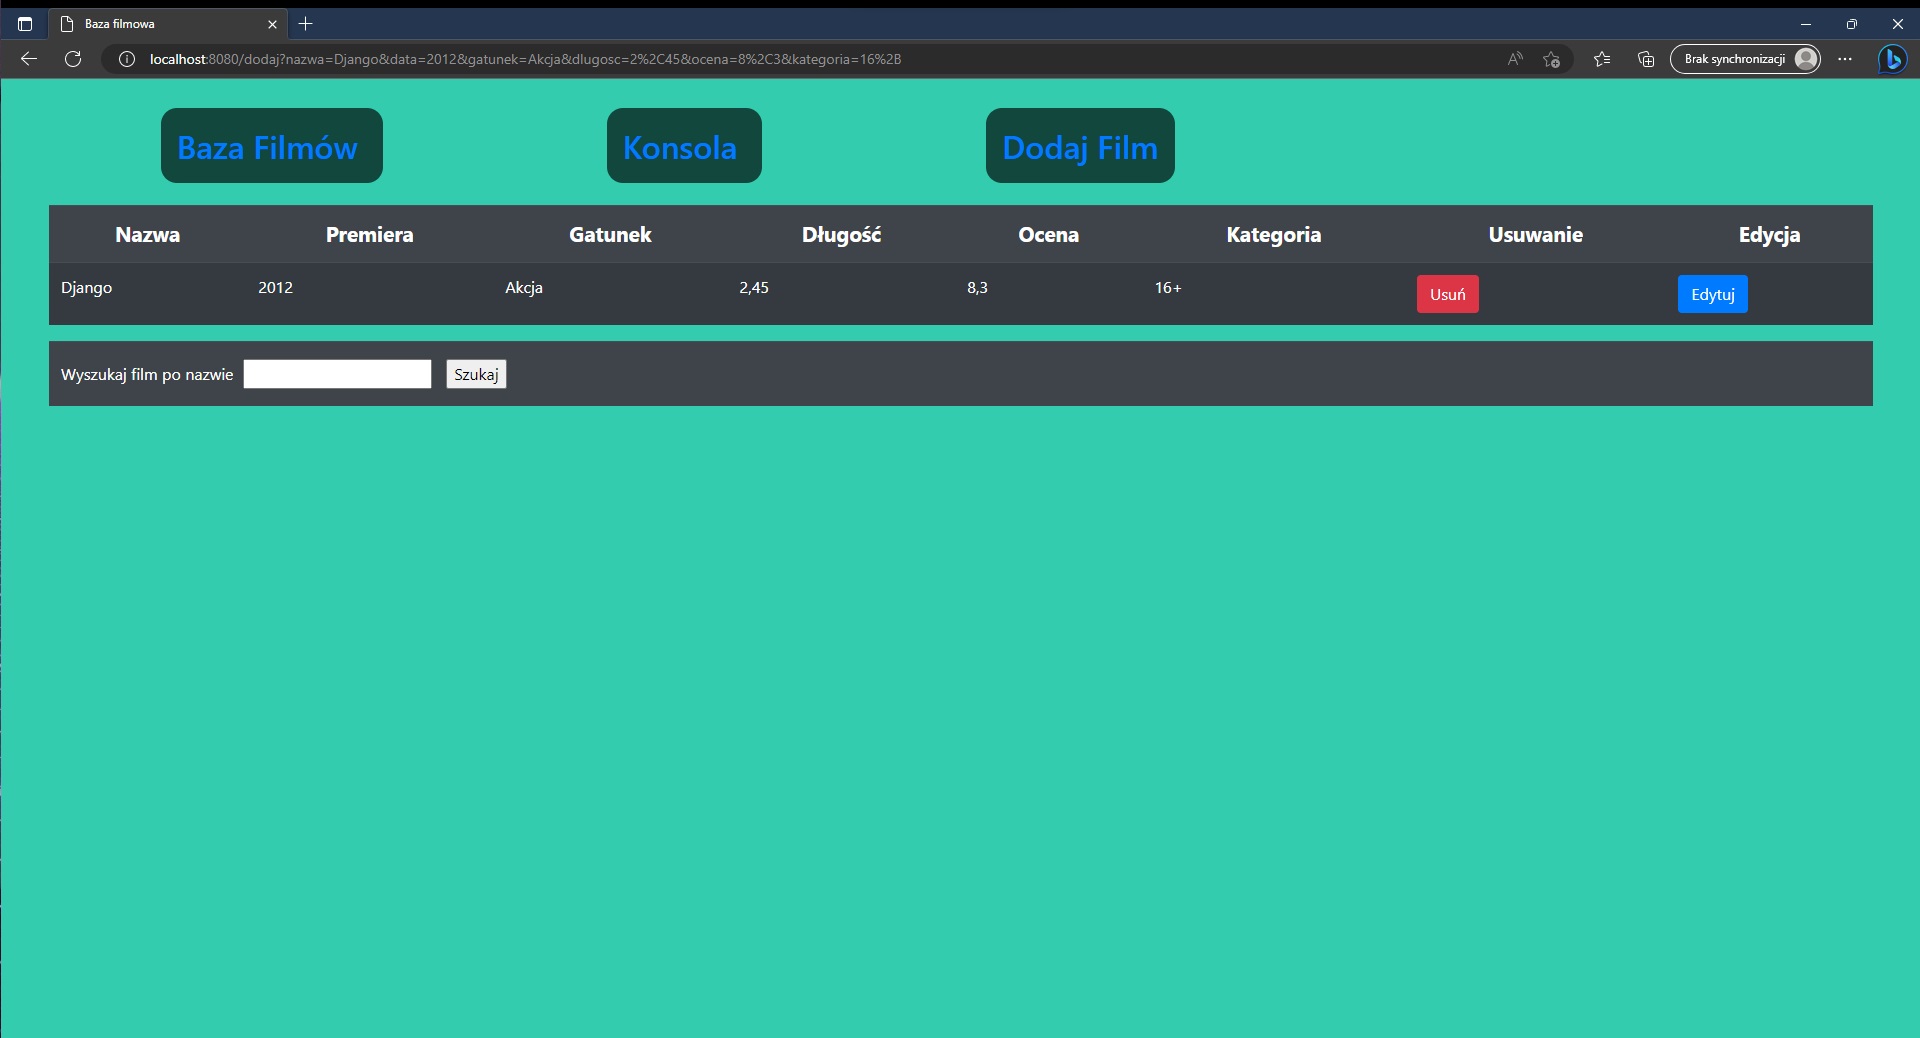 Baza filmowa
localhost:8080/dodaj?nazwa=Django&data=2012&gatunek=Akcja&dlugosc=2%2C45&ocena=8%2C3&kategoria=16%2B
Brak synchronizacji
Baza Filmów Konsola Dodaj Film
Nazwa Premiera Gatunek Długość Ocena Kategoria Usuwanie Edycja
Django 2012 Akcja 2,45 8,3 16+ Usuń Edytuj
Wyszukaj film po nazwie Szukaj